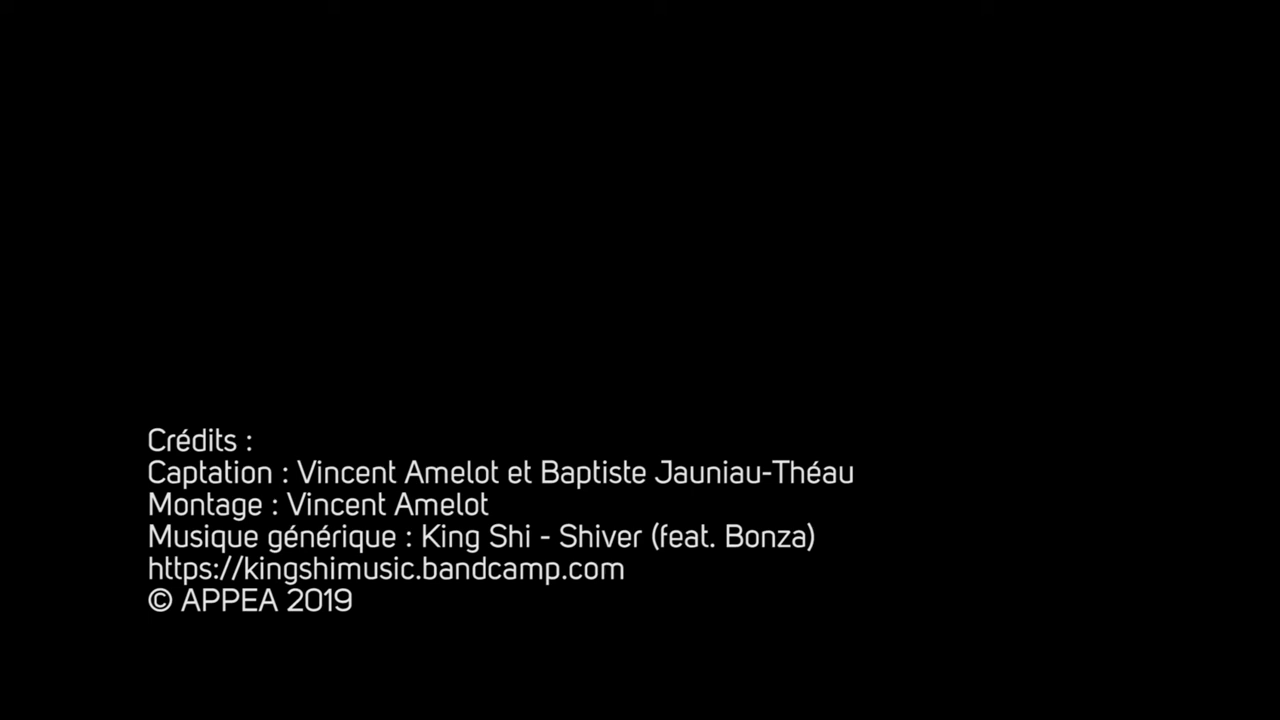 Crédits :
Captation : Vincent Amelot et Baptiste Jauniau-Théau
Montage : Vincent Amelot
Musique générique : King Shi - Shiver (feat. Bonza)
https://kingshimusic.bandcamp.com
© APPEA 2019